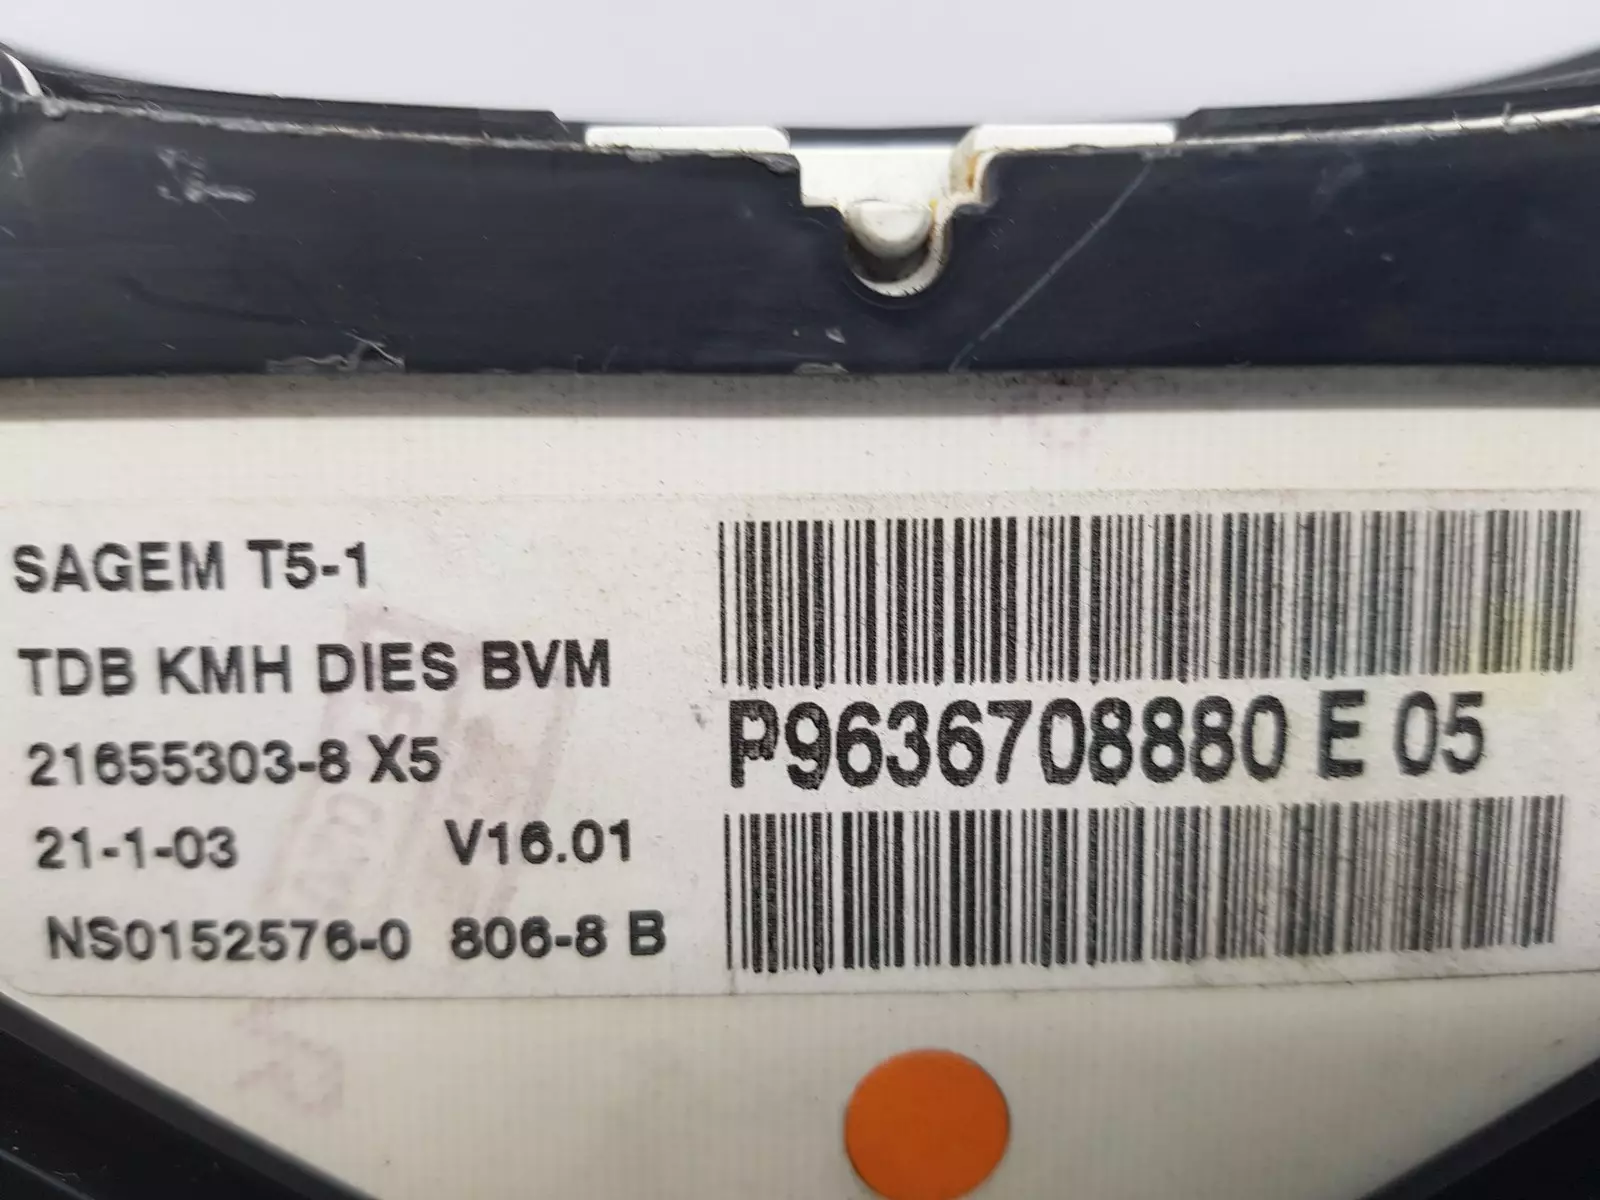 SAGEM T5-1
TDB KMH DIES BVM
21655303-8 X5
21-1-03 V16.01
NS0152576-0 806-8 B
P9636708880 E 05